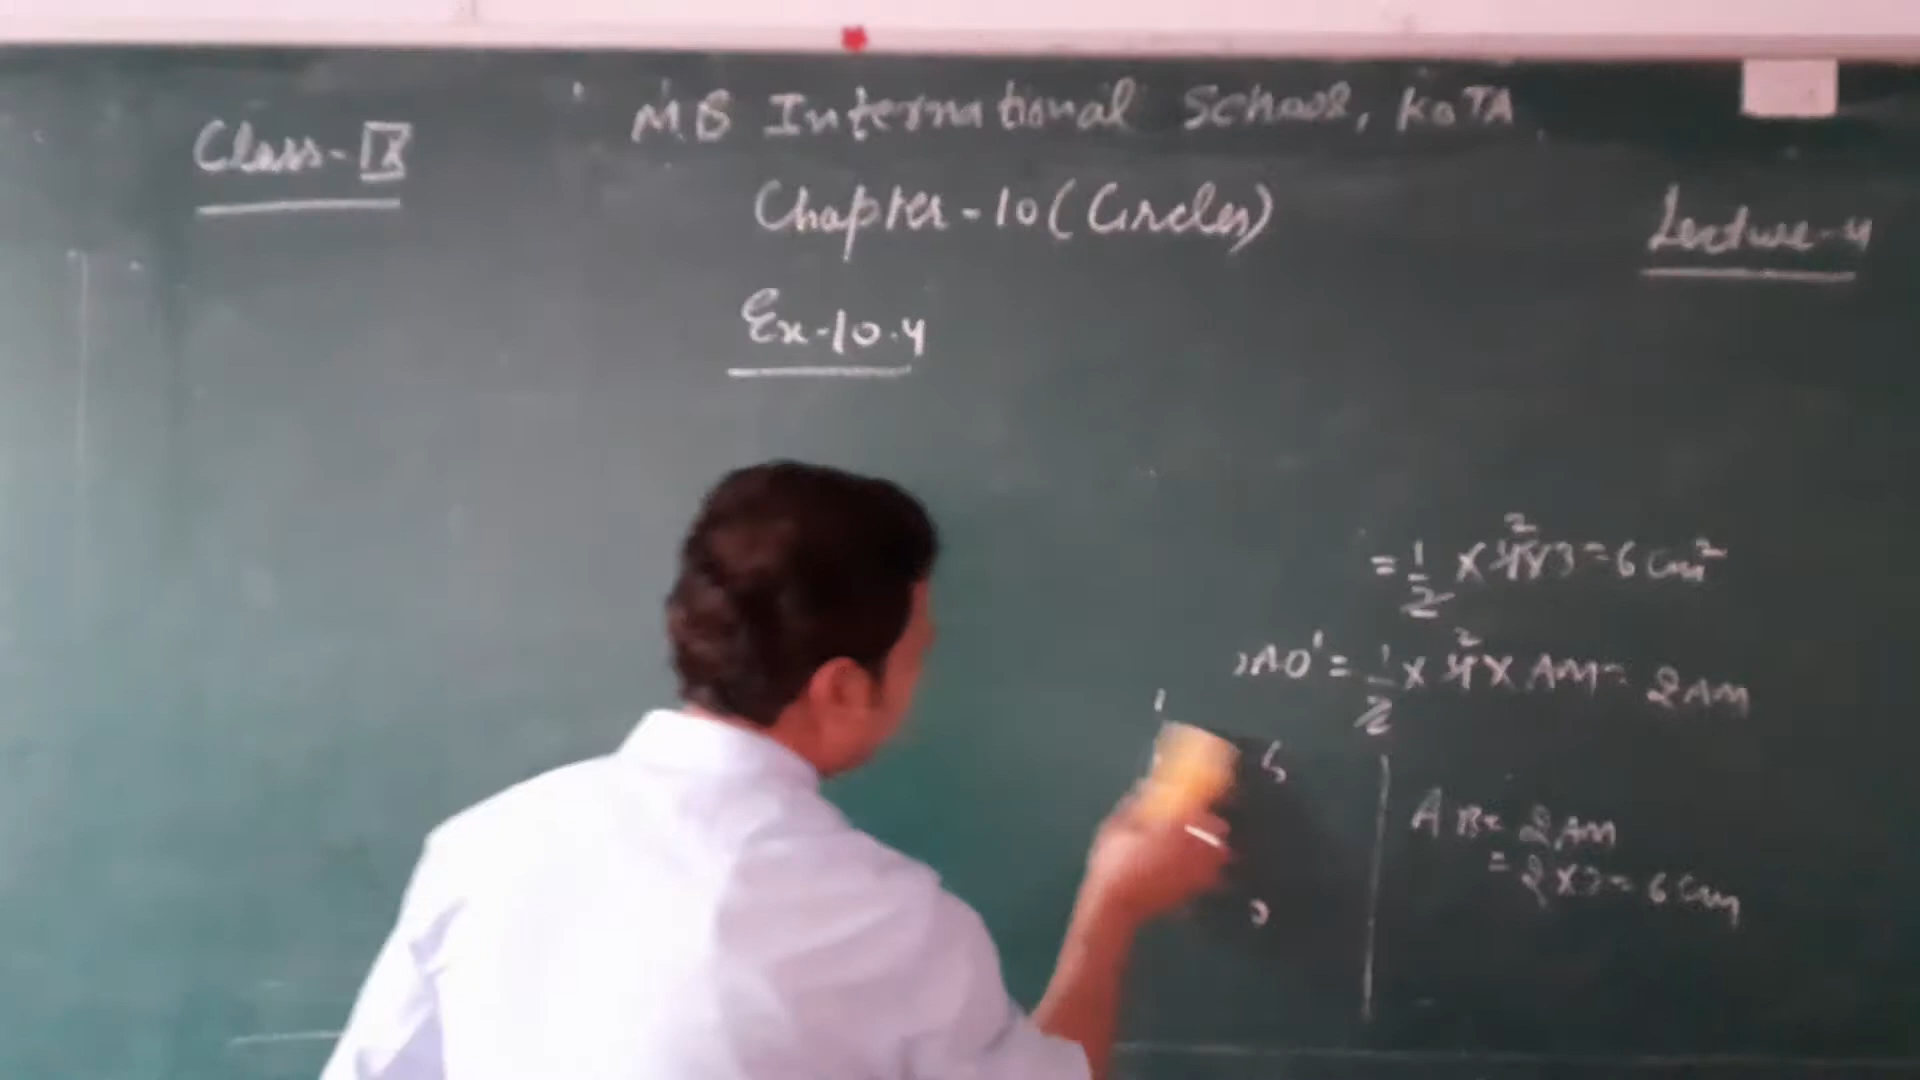 MB International School, KOTA
Class-IX
Chapter-10 (Circles)
Lecture-4
Ex-10.4
= 1/2 × 4×3 = 6 cm²
AO' = 1/2 × 4 × AM = 2AM
AB = 2AM
= 2×3 = 6 cm